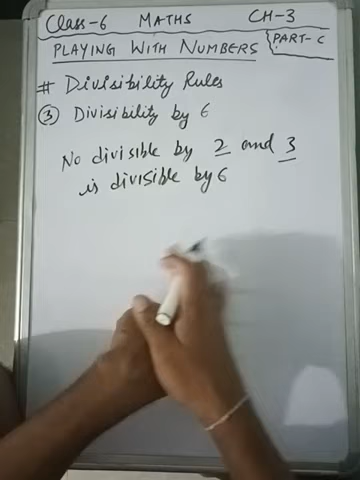 Class-6 MATHS CH-3
PLAYING WITH NUMBERS PART-C
# Divisibility Rules
③ Divisibility by 6
No divisible by 2 and 3
is divisible by 6